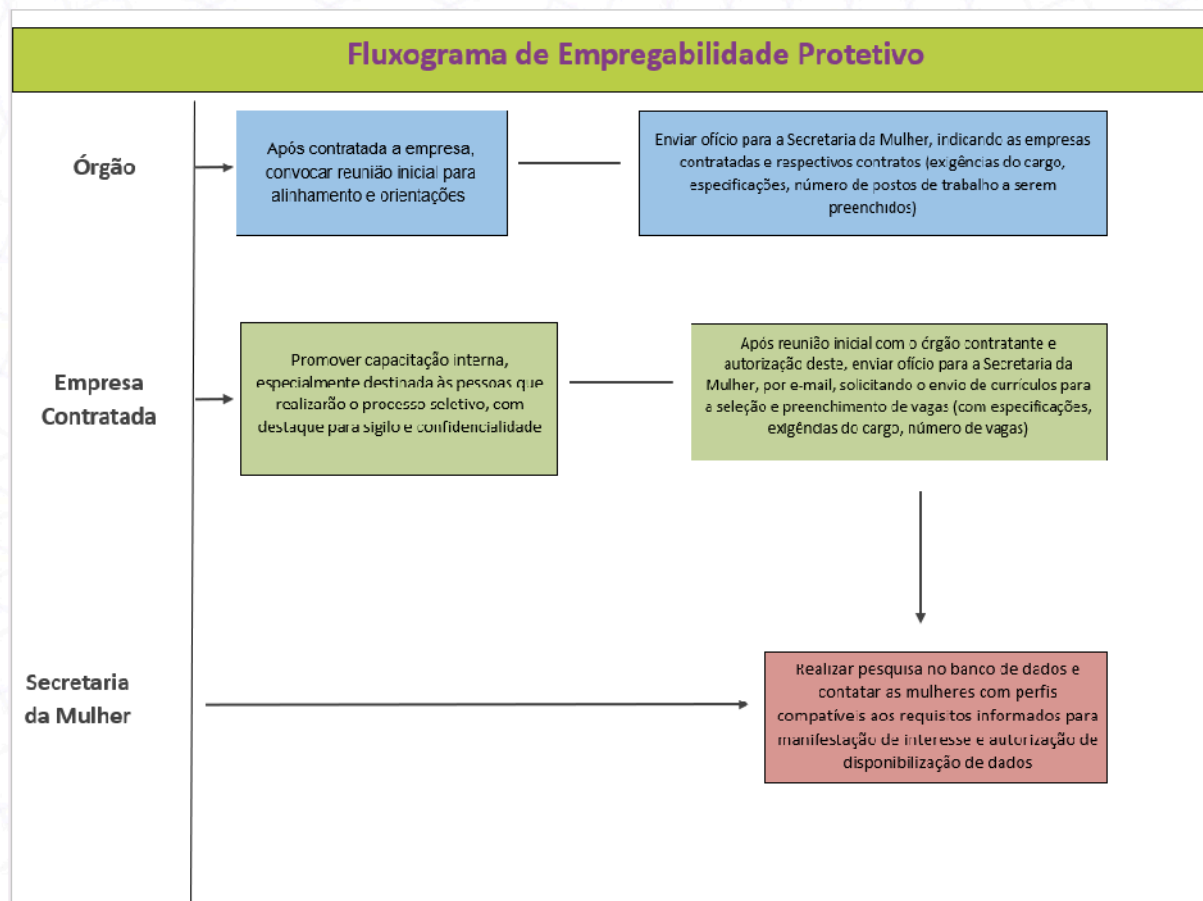 Fluxograma de Empregabilidade Protetivo
Órgão
Após contratada a empresa,
convocar reunião inicial para
alinhamento e orientações
Enviar ofício para a Secretaria da Mulher, indicando as empresas
contratadas e respectivos contratos (exigências do cargo,
especificações, número de postos de trabalho a serem
preenchidos)
Empresa
Contratada
Promover capacitação interna,
especialmente destinada às pessoas que
realizarão o processo seletivo, com
destaque para sigilo e confidencialidade
Após reunião inicial com o órgão contratante e
autorização deste, enviar ofício para a Secretaria da
Mulher, por e-mail, solicitando o envio de currículos para
a seleção e preenchimento de vagas (com especificações,
exigências do cargo, número de vagas)
Secretaria
da Mulher
Realizar pesquisa no banco de dados e
contatar as mulheres com perfis
compatíveis aos requisitos informados para
manifestação de interesse e autorização de
disponibilização de dados